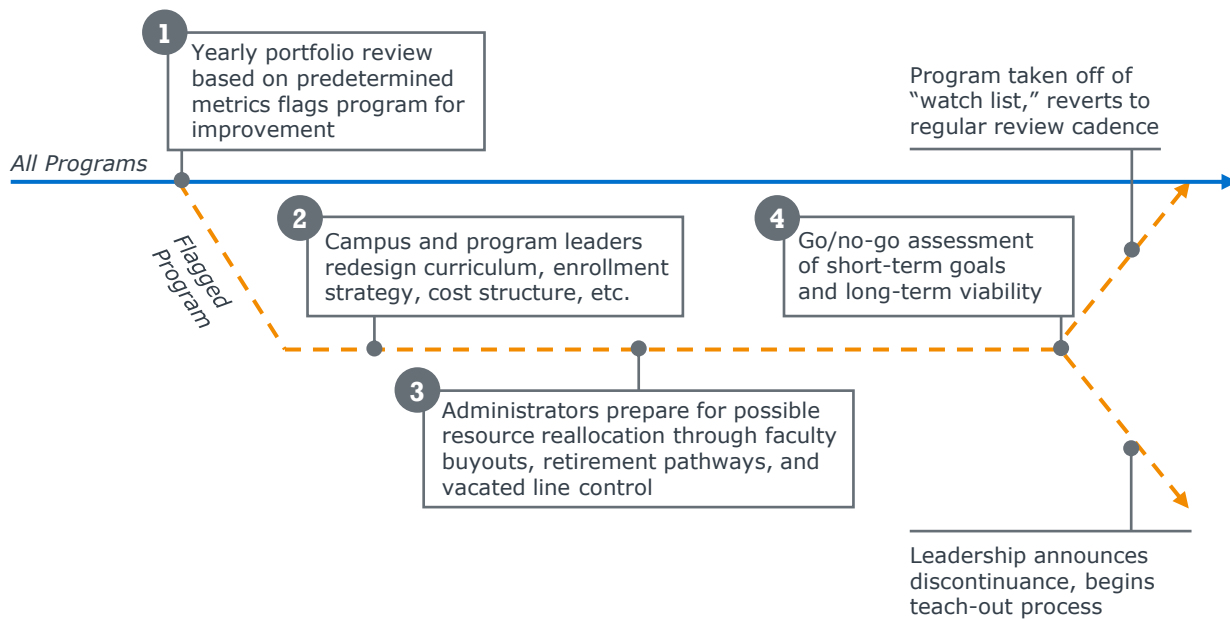 1
Yearly portfolio review
based on predetermined
metrics flags program for
improvement
Program taken off of
“watch list,” reverts to
regular review cadence
All Programs
Flagged
Program
2
Campus and program leaders
redesign curriculum, enrollment
strategy, cost structure, etc.
4
Go/no-go assessment
of short-term goals
and long-term viability
3
Administrators prepare for possible
resource reallocation through faculty
buyouts, retirement pathways, and
vacated line control
Leadership announces
discontinuance, begins
teach-out process